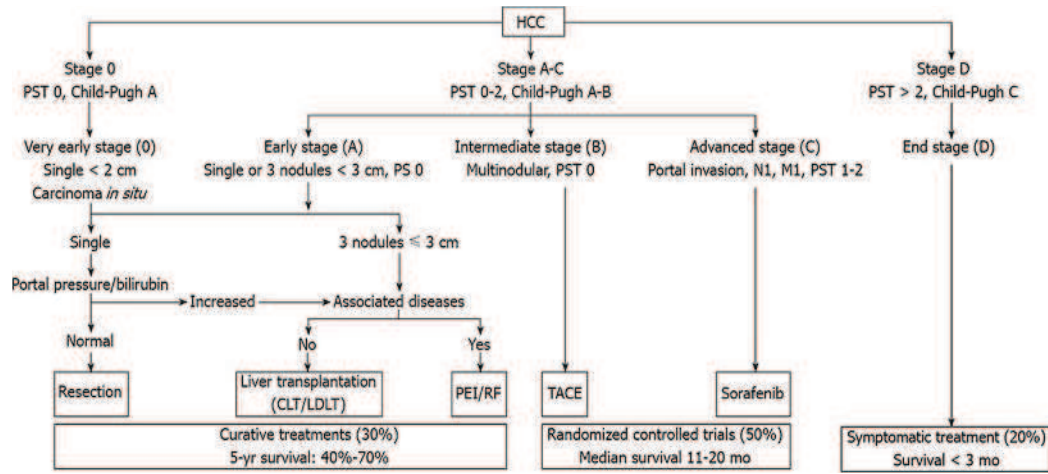 HCC
Stage 0
PST 0, Child-Pugh A
Stage A-C
PST 0-2, Child-Pugh A-B
Stage D
PST > 2, Child-Pugh C
Very early stage (0)
Single < 2 cm
Carcinoma in situ
Early stage (A)
Single or 3 nodules < 3 cm, PS 0
Intermediate stage (B)
Multinodular, PST 0
Advanced stage (C)
Portal invasion, N1, M1, PST 1-2
End stage (D)
Single
3 nodules ⩽ 3 cm
Portal pressure/bilirubin
Increased
Associated diseases
Normal
No
Yes
Resection
Liver transplantation
(CLT/LDLT)
PEI/RF
TACE
Sorafenib
Curative treatments (30%)
5-yr survival: 40%-70%
Randomized controlled trials (50%)
Median survival 11-20 mo
Symptomatic treatment (20%)
Survival < 3 mo